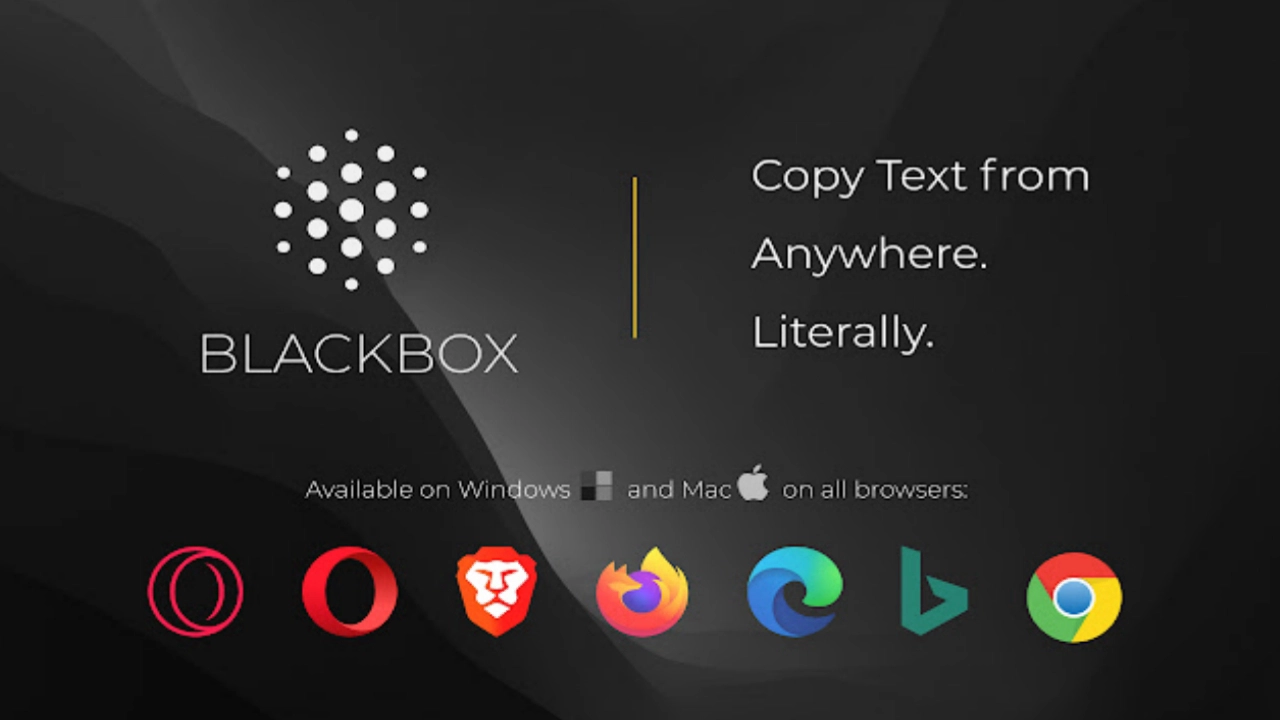 BLACKBOX
Copy Text from
Anywhere.
Literally.
Available on Windows and Mac on all browsers: